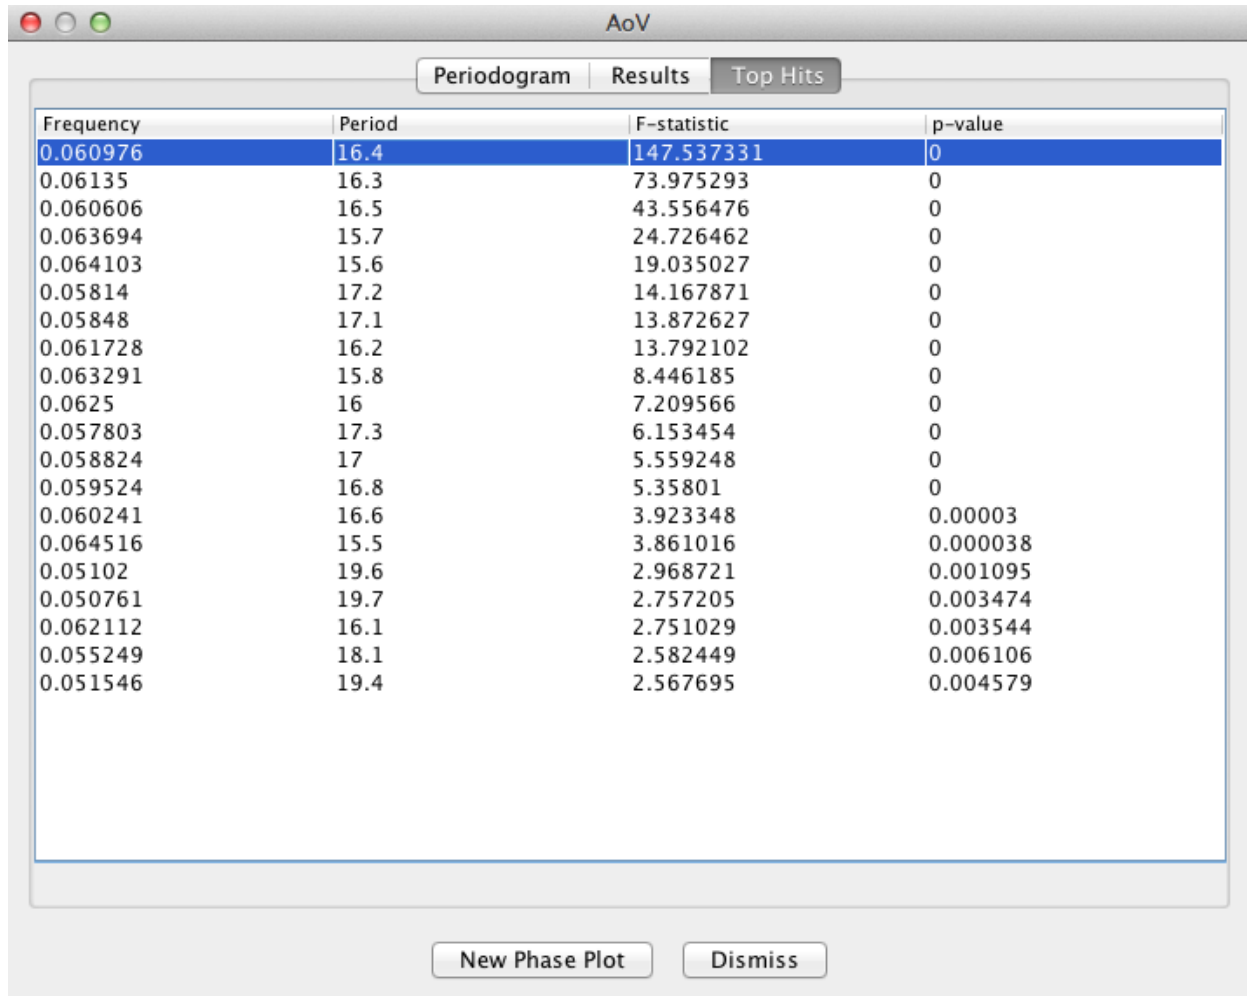 AoV
Periodogram Results Top Hits
Frequency Period F-statistic p-value
0.060976 16.4 147.537331 0
0.06135 16.3 73.975293 0
0.060606 16.5 43.556476 0
0.063694 15.7 24.726462 0
0.064103 15.6 19.035027 0
0.05814 17.2 14.167871 0
0.05848 17.1 13.872627 0
0.061728 16.2 13.792102 0
0.063291 15.8 8.446185 0
0.0625 16 7.209566 0
0.057803 17.3 6.153454 0
0.058824 17 5.559248 0
0.059524 16.8 5.35801 0
0.060241 16.6 3.923348 0.00003
0.064516 15.5 3.861016 0.000038
0.05102 19.6 2.968721 0.001095
0.050761 19.7 2.757205 0.003474
0.062112 16.1 2.751029 0.003544
0.055249 18.1 2.582449 0.006106
0.051546 19.4 2.567695 0.004579
New Phase Plot Dismiss